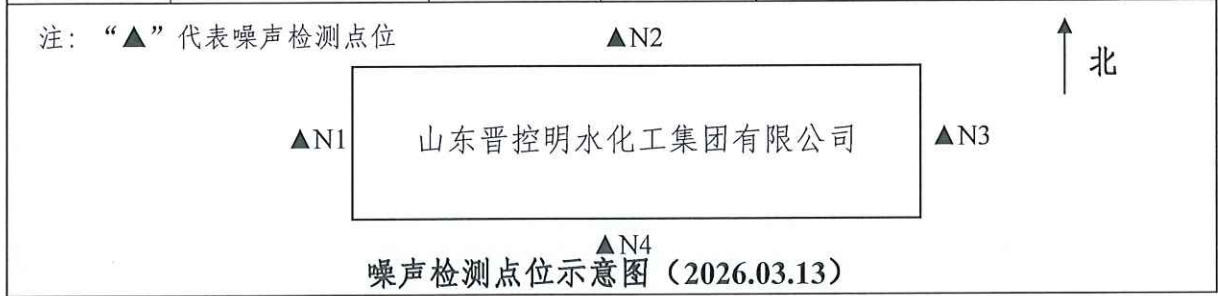 注：“▲”代表噪声检测点位
▲N2
北
▲N1
山东晋控明水化工集团有限公司
▲N3
▲N4
噪声检测点位示意图（2026.03.13）